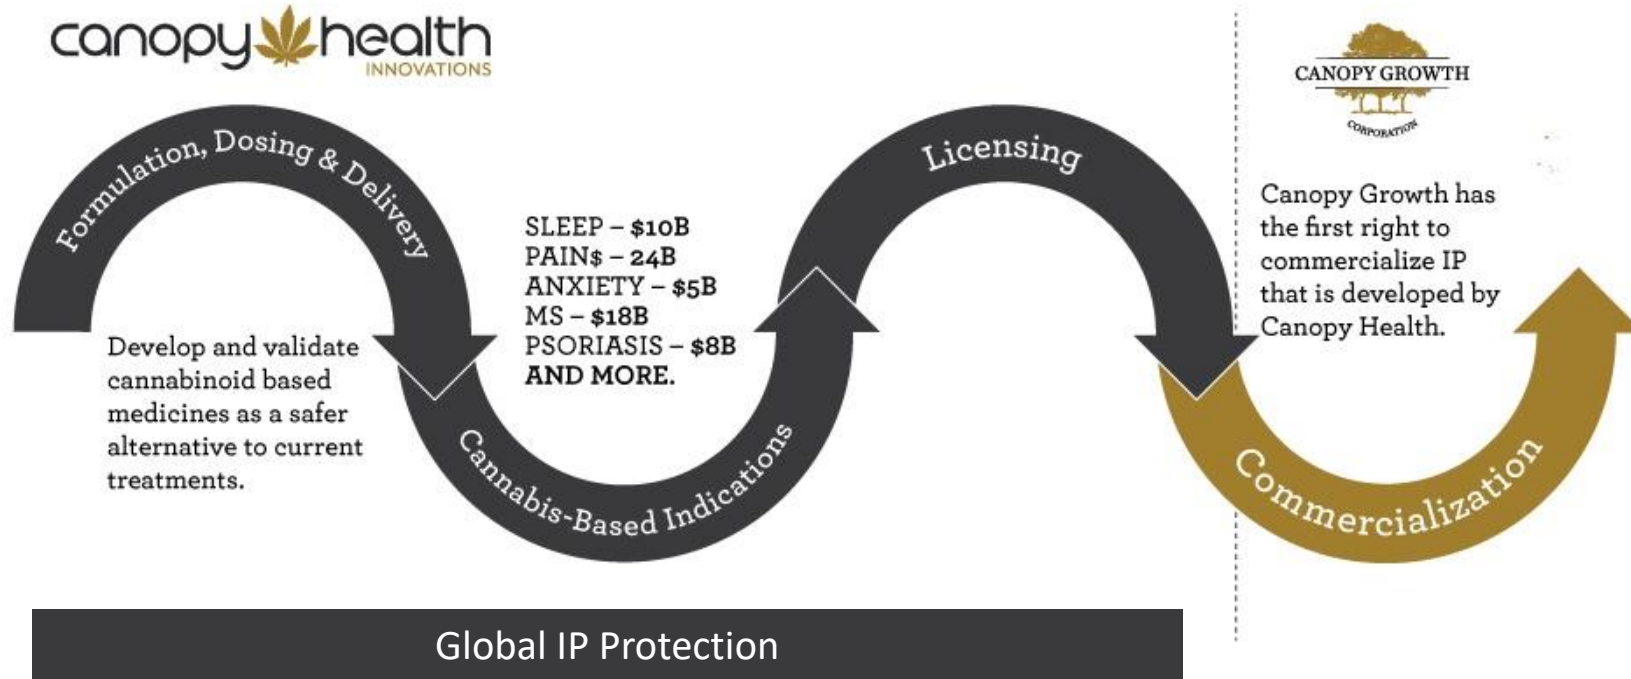 canopy health
INNOVATIONS
Formulation, Dosing & Delivery
Develop and validate
cannabinoid based
medicines as a safer
alternative to current
treatments.
SLEEP – $10B
PAIN$ – 24B
ANXIETY – $5B
MS – $18B
PSORIASIS – $8B
AND MORE.
Cannabis-Based Indications
Licensing
CANOPY GROWTH
CORPORATION
Canopy Growth has
the first right to
commercialize IP
that is developed by
Canopy Health.
Commercialization
Global IP Protection